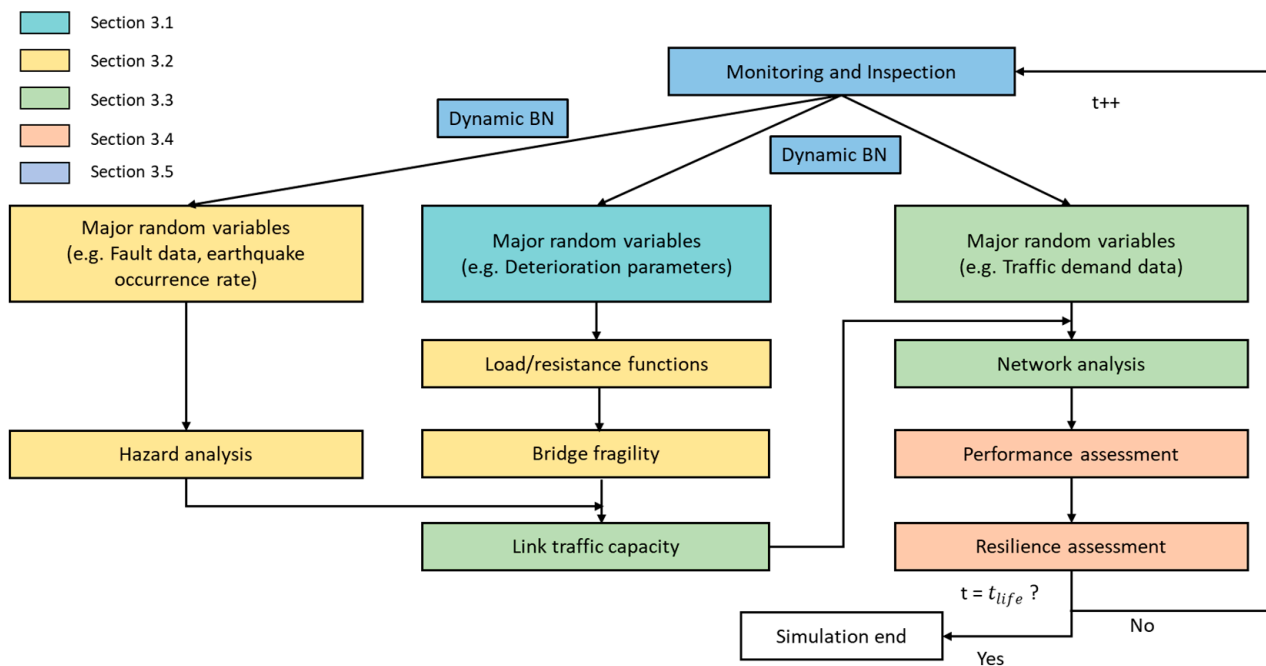 Section 3.1
Section 3.2
Section 3.3
Section 3.4
Section 3.5
Monitoring and Inspection
t++
Dynamic BN
Dynamic BN
Major random variables
(e.g. Fault data, earthquake
occurrence rate)
Major random variables
(e.g. Deterioration parameters)
Major random variables
(e.g. Traffic demand data)
Load/resistance functions
Network analysis
Hazard analysis
Bridge fragility
Performance assessment
Link traffic capacity
Resilience assessment
t = t_life ?
Simulation end
No
Yes